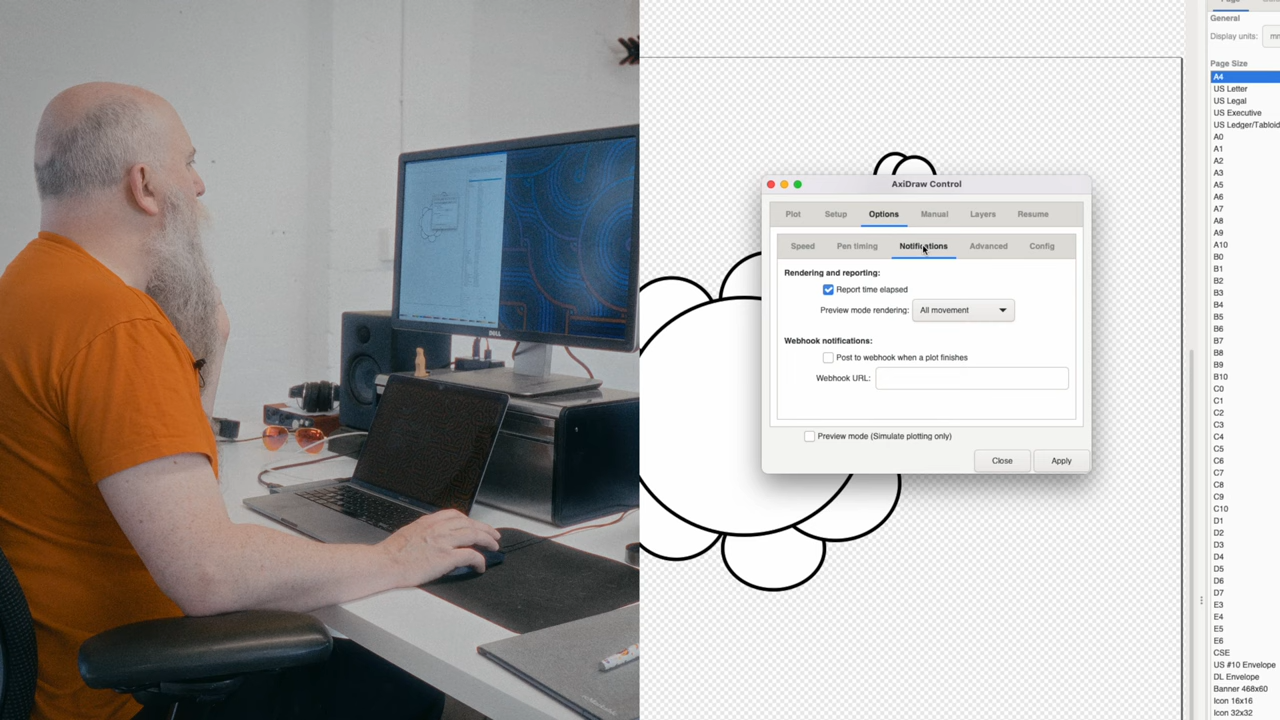 DELL
General
Display units:
Page Size
A4
US Letter
US Legal
US Executive
US Ledger/Tabloid
A0
A1
A2
A3
A5
A6
A7
A8
A9
A10
B0
B1
B2
B3
B4
B5
B6
B7
B8
B9
B10
C0
C1
C2
C3
C4
C5
C6
C7
C8
C9
C10
D1
D2
D3
D4
D5
D6
D7
E3
E4
E5
E6
CSE
US #10 Envelope
DL Envelope
Banner 468x60
Icon 16x16
Icon 32x32
AxiDraw Control
Plot Setup Options Manual Layers Resume
Speed Pen timing Notifications Advanced Config
Rendering and reporting:
Report time elapsed
Preview mode rendering: All movement
Webhook notifications:
Post to webhook when a plot finishes
Webhook URL:
Preview mode (Simulate plotting only)
Close Apply